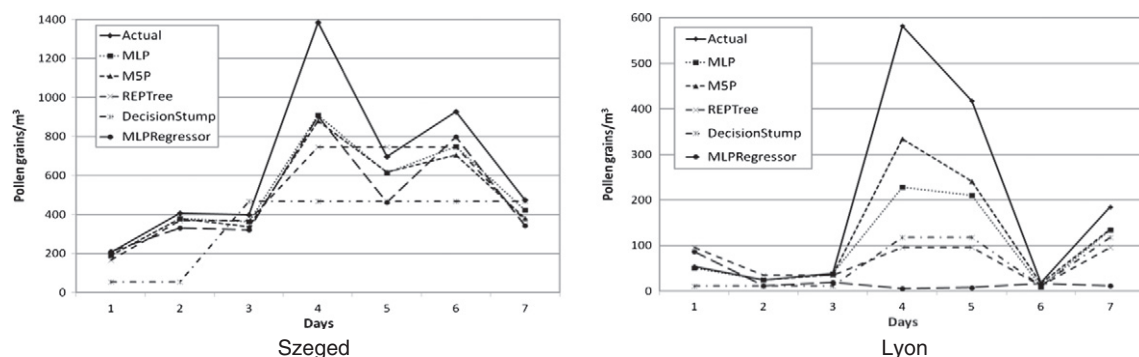 1400
1200
1000
800
600
400
200
0
Pollen grains/m³
Actual
MLP
M5P
REPTree
DecisionStump
MLPRegressor
1 2 3 4 5 6 7
Days
Szeged
600
500
400
300
200
100
0
Pollen grains/m³
Actual
MLP
M5P
REPTree
DecisionStump
MLPRegressor
1 2 3 4 5 6 7
Days
Lyon